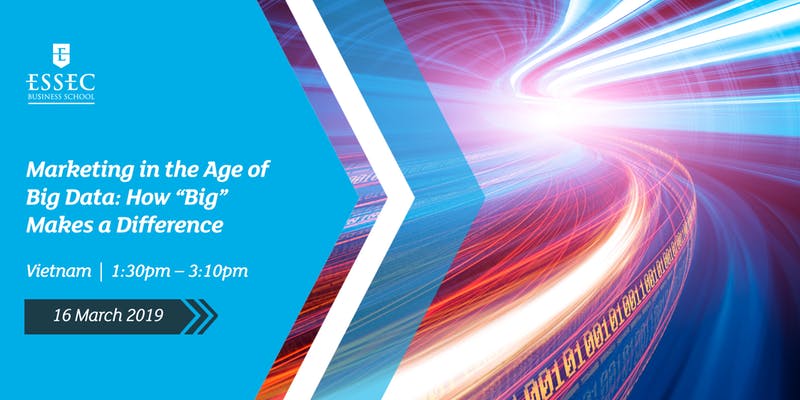 ESSEC
BUSINESS SCHOOL
Marketing in the Age of
Big Data: How “Big”
Makes a Difference
Vietnam | 1:30pm – 3:10pm
16 March 2019